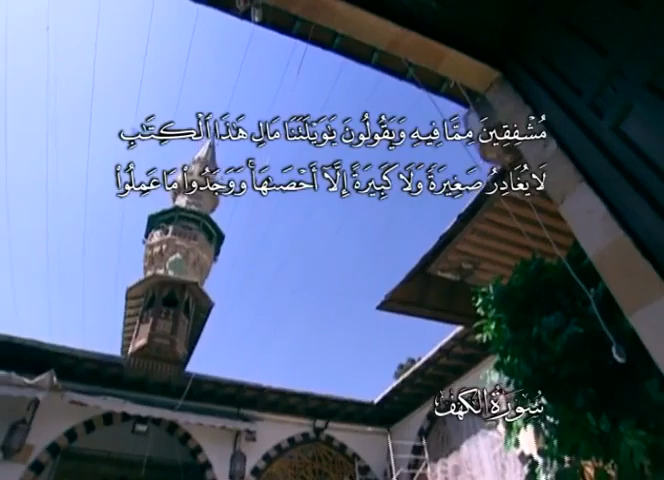 مُشْفِقِينَ مِمَّا فِيهِ وَيَقُولُونَ يَٰوَيْلَتَنَا مَالِ هَٰذَا ٱلْكِتَٰبِ
لَا يُغَادِرُ صَغِيرَةً وَلَا كَبِيرَةً إِلَّآ أَحْصَىٰهَا ۚ وَوَجَدُوا۟ مَا عَمِلُوا۟
سُورَةُ الكَهْفِ